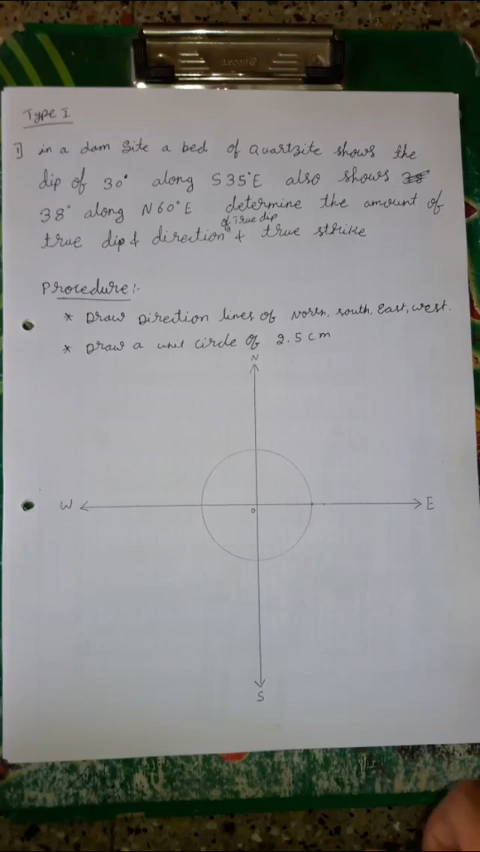 Type I
1] in a dam site a bed of Quartzite shows the
dip of 30° along S35°E also shows 38°
38° along N60°E determine the amount of
of True dip
true dip & direction & true strike
Procedure:-
* Draw Direction lines of North, south, East, west.
* Draw a unit circle of 2.5cm
N
W
o
E
S